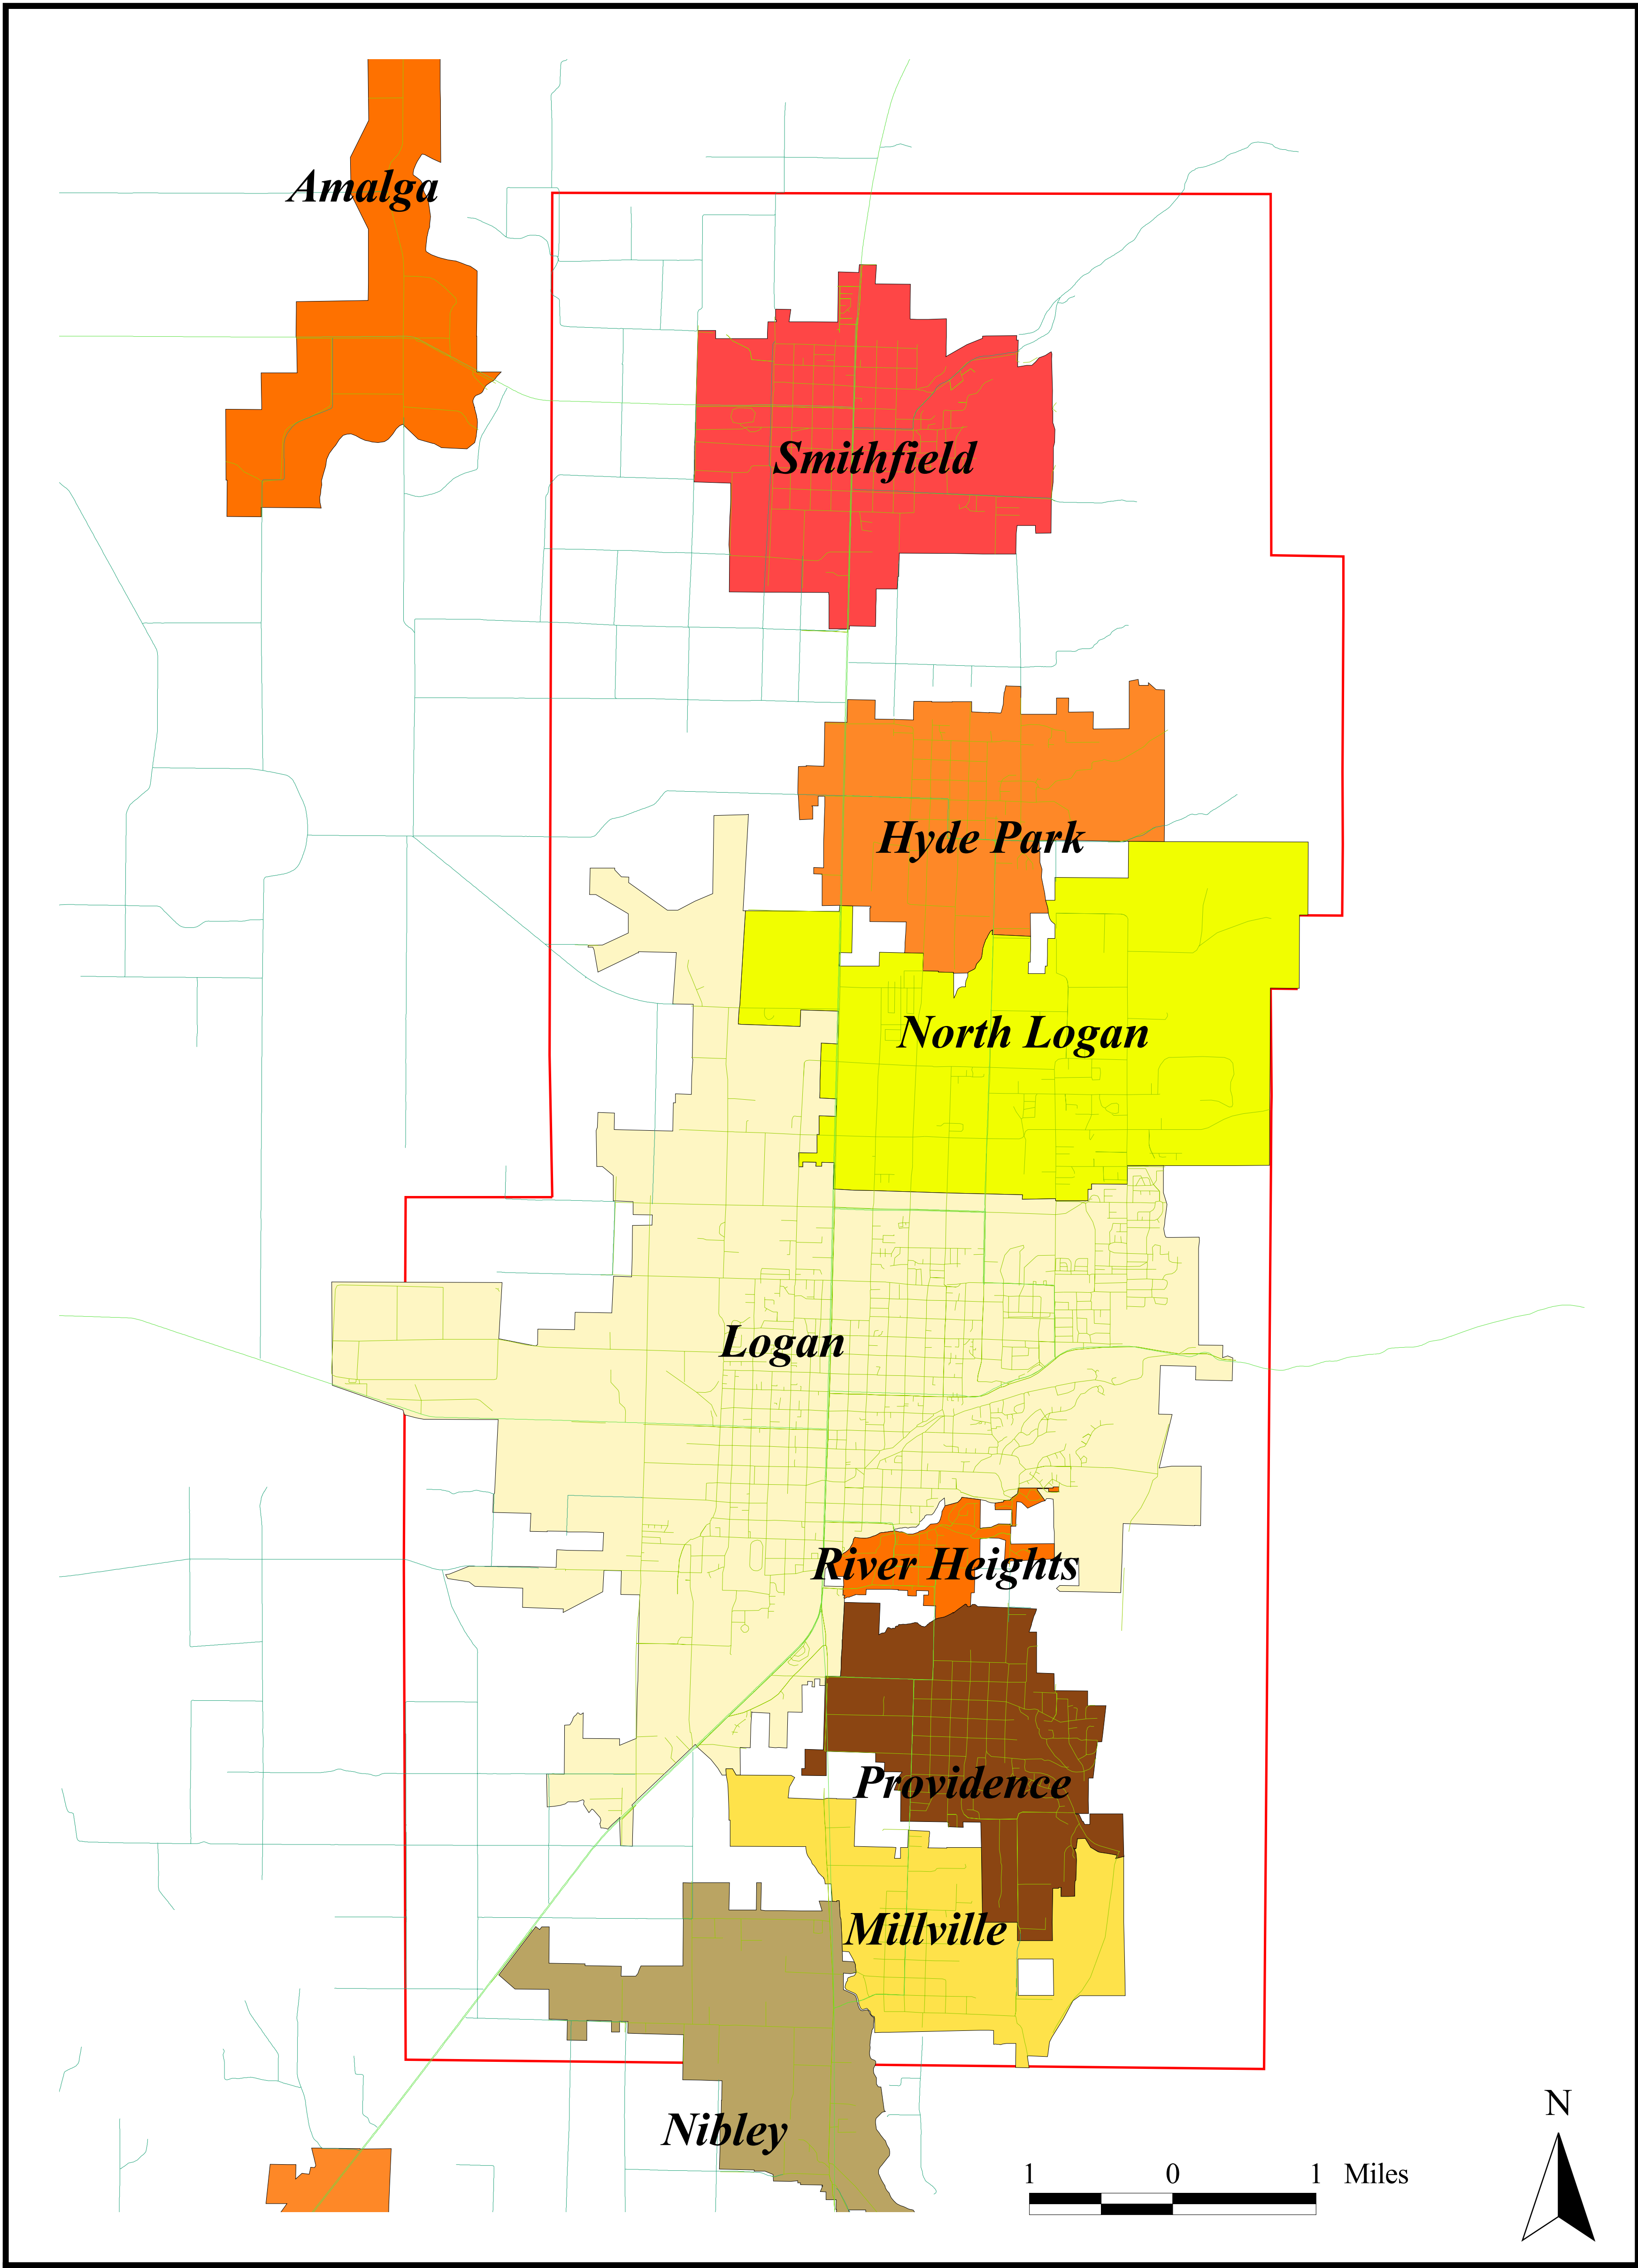 Amalga
Smithfield
Hyde Park
North Logan
Logan
River Heights
Providence
Millville
Nibley
N
1 0 1 Miles